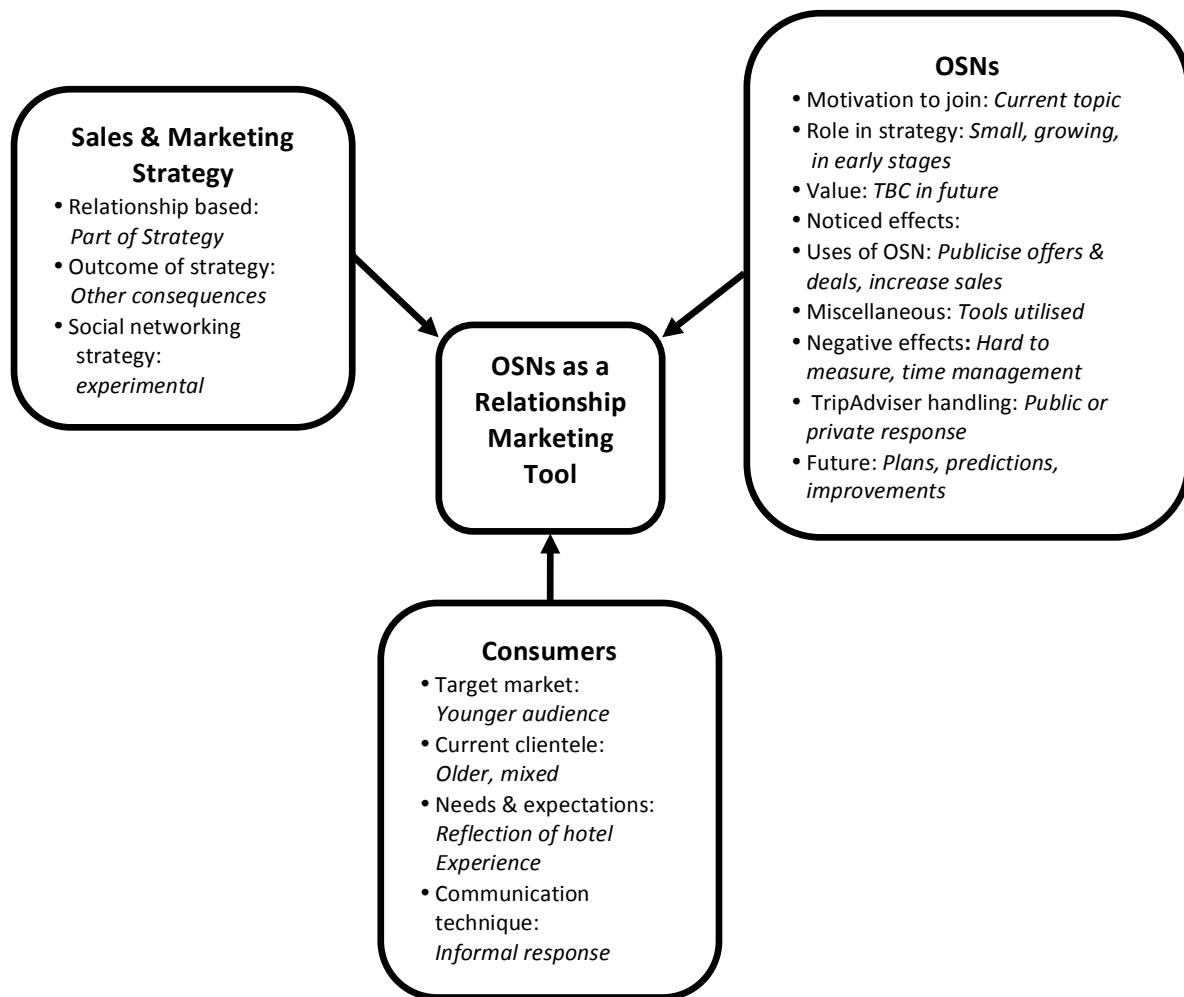 Sales & Marketing
Strategy
• Relationship based:
Part of Strategy
• Outcome of strategy:
Other consequences
• Social networking
strategy:
experimental
OSNs
• Motivation to join: Current topic
• Role in strategy: Small, growing,
in early stages
• Value: TBC in future
• Noticed effects:
• Uses of OSN: Publicise offers &
deals, increase sales
• Miscellaneous: Tools utilised
• Negative effects: Hard to
measure, time management
• TripAdviser handling: Public or
private response
• Future: Plans, predictions,
improvements
OSNs as a
Relationship
Marketing
Tool
Consumers
• Target market:
Younger audience
• Current clientele:
Older, mixed
• Needs & expectations:
Reflection of hotel
Experience
• Communication
technique:
Informal response